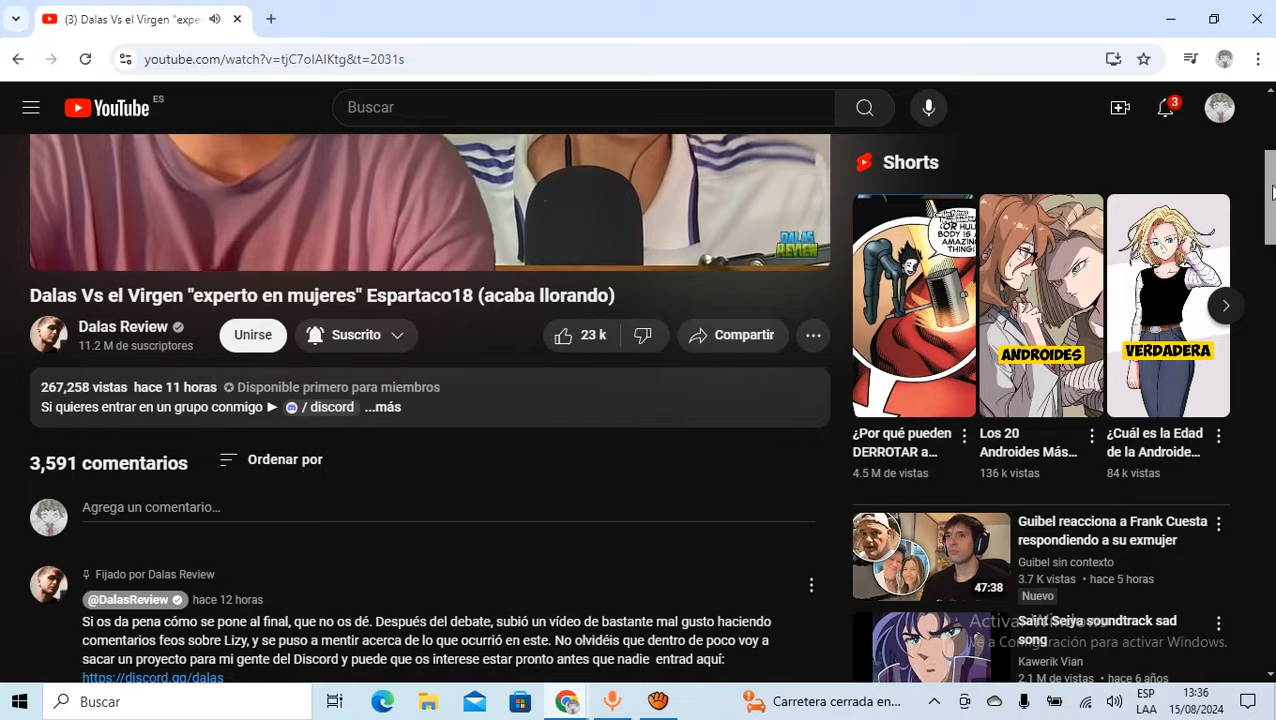 (3) Dalas Vs el Virgen "expe
youtube.com/watch?v=tjC7oIAIKtg&t=2031s
YouTube ES
Buscar
3
DALAS
REVIEW
Dalas Vs el Virgen "experto en mujeres" Espartaco18 (acaba llorando)
Dalas Review
11.2 M de suscriptores
Unirse
Suscrito
23 k
Compartir
267,258 vistas hace 11 horas Disponible primero para miembros
Si quieres entrar en un grupo conmigo ► / discord ...más
3,591 comentarios
Ordenar por
Agrega un comentario...
Fijado por Dalas Review
@DalasReview hace 12 horas
Si os da pena cómo se pone al final, que no os dé. Después del debate, subió un vídeo de bastante mal gusto haciendo
comentarios feos sobre Lizy, y se puso a mentir acerca de lo que ocurrió en este. No olvidéis que dentro de poco voy a
sacar un proyecto para mi gente del Discord y puede que os interese estar pronto antes que nadie entrad aquí:
https://discord.gg/dalas
Shorts
OR HULK
BODY IS A
AMAZING
THING!
ANDROIDES
VERDADERA
¿Por qué pueden
DERROTAR a...
4.5 M de vistas
Los 20
Androides Más...
136 k vistas
¿Cuál es la Edad
de la Androide...
84 k vistas
47:38
Guibel reacciona a Frank Cuesta
respondiendo a su exmujer
Guibel sin contexto
3.7 K vistas • hace 5 horas
Nuevo
Saint Seiya soundtrack sad
song
Kawerik Vian
2.1 M de vistas • hace 6 años
Activar Windows
Ve a Configuración para activar Windows.
Buscar
Carretera cerrada en...
ESP
LAA
13:36
15/08/2024